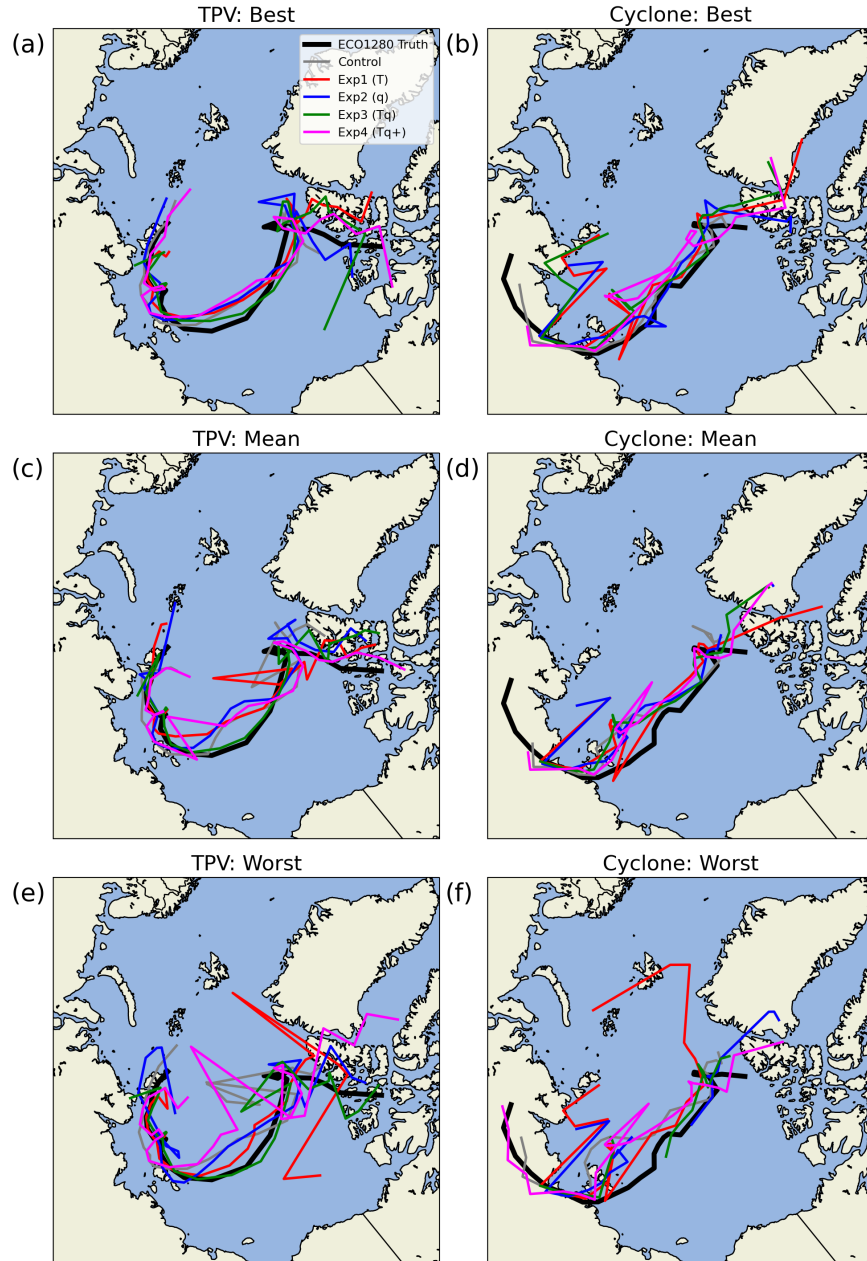 TPV: Best
Cyclone: Best
(a)
(b)
ECO1280 Truth
Control
Exp1 (T)
Exp2 (q)
Exp3 (Tq)
Exp4 (Tq+)
TPV: Mean
Cyclone: Mean
(c)
(d)
TPV: Worst
Cyclone: Worst
(e)
(f)